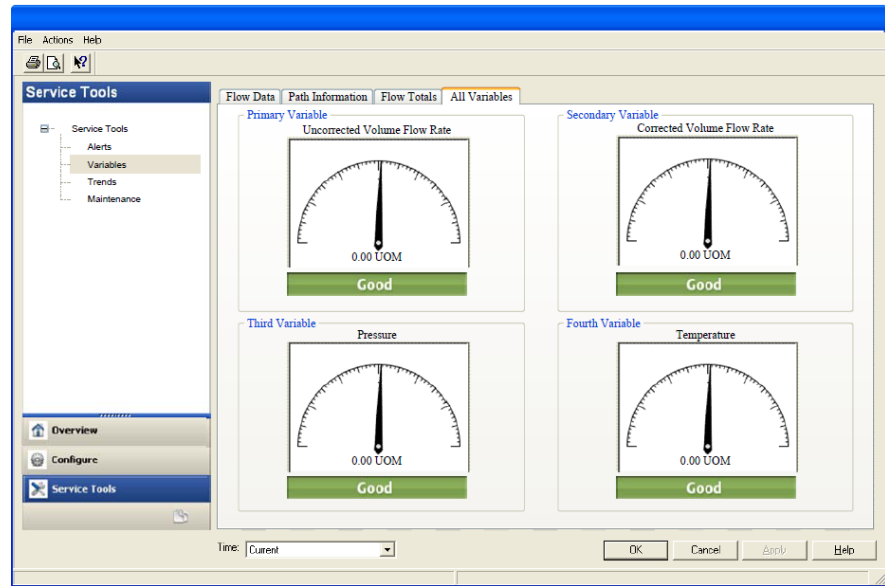 File Actions Help
Service Tools
Service Tools
Alerts
Variables
Trends
Maintenance
Overview
Configure
Service Tools
Flow Data Path Information Flow Totals All Variables
Primary Variable
Uncorrected Volume Flow Rate
0.00 UOM
Good
Secondary Variable
Corrected Volume Flow Rate
0.00 UOM
Good
Third Variable
Pressure
0.00 UOM
Good
Fourth Variable
Temperature
0.00 UOM
Good
Time: Current
OK Cancel Apply Help